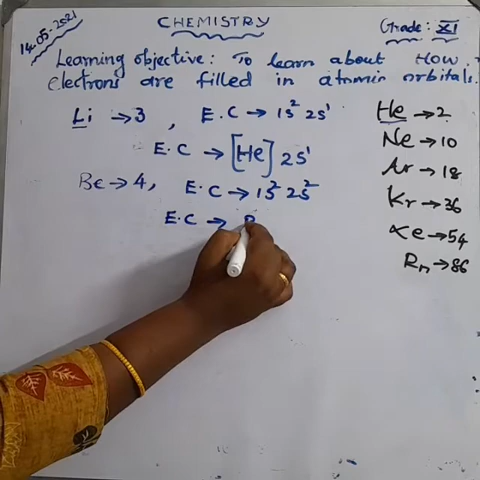 14.05.2021
CHEMISTRY
Grade: XI
Learning objective: To learn about How
electrons are filled in atomic orbitals.
Li → 3, E.C → 1s² 2s¹
E.C → [He] 2s¹
Be → 4, E.C → 1s² 2s²
E.C →
He → 2
Ne → 10
Ar → 18
Kr → 36
Xe → 54
Rn → 86